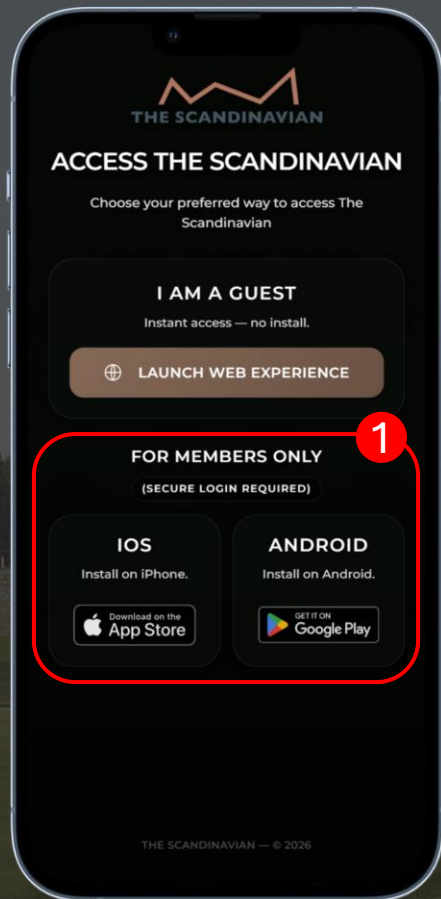 THE SCANDINAVIAN
ACCESS THE SCANDINAVIAN
Choose your preferred way to access The
Scandinavian
I AM A GUEST
Instant access — no install.
LAUNCH WEB EXPERIENCE
1
FOR MEMBERS ONLY
(SECURE LOGIN REQUIRED)
IOS
Install on iPhone.
Download on the
App Store
ANDROID
Install on Android.
GET IT ON
Google Play
THE SCANDINAVIAN — © 2026